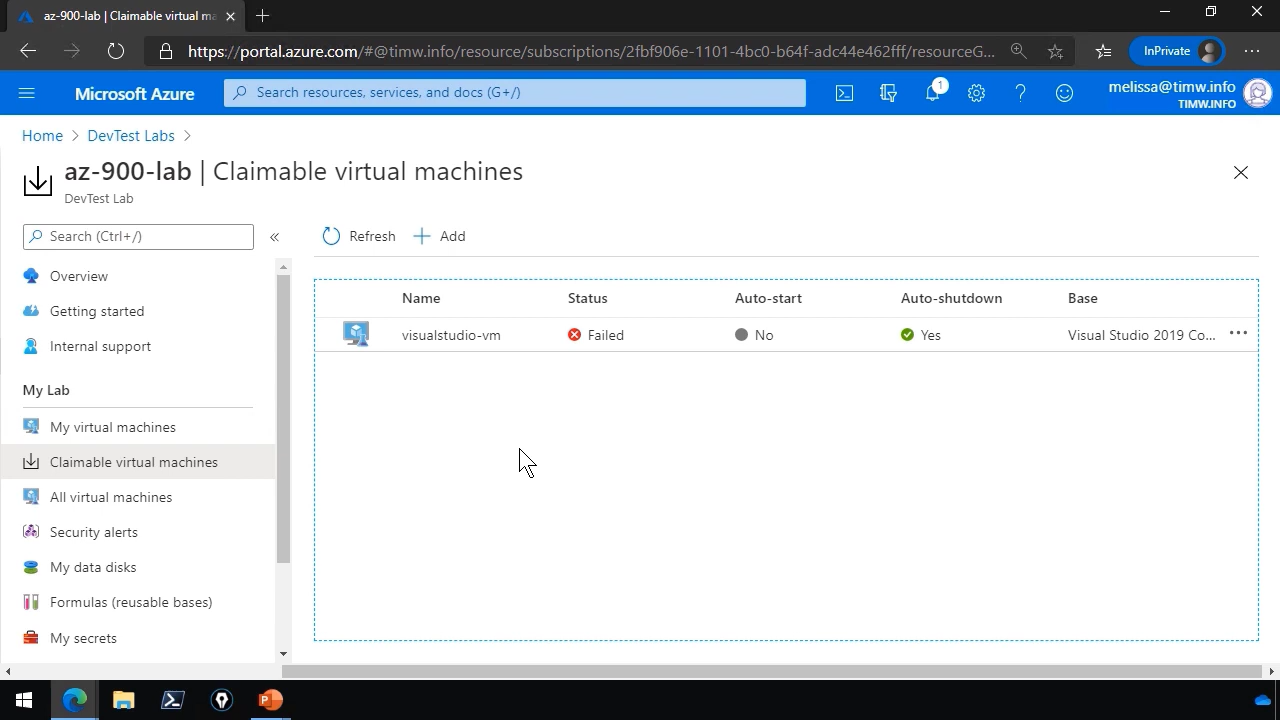 az-900-lab | Claimable virtual ma
https://portal.azure.com/#@timw.info/resource/subscriptions/2fbf906e-1101-4bc0-b64f-adc44e462fff/resourceG...
InPrivate
Microsoft Azure
Search resources, services, and docs (G+/)
1
melissa@timw.info
TIMW.INFO
Home > DevTest Labs >
az-900-lab | Claimable virtual machines
DevTest Lab
Search (Ctrl+/)
«
Refresh
Add
Overview
Getting started
Internal support
My Lab
My virtual machines
Claimable virtual machines
All virtual machines
Security alerts
My data disks
Formulas (reusable bases)
My secrets
Name Status Auto-start Auto-shutdown Base
visualstudio-vm Failed No Yes Visual Studio 2019 Co... ...